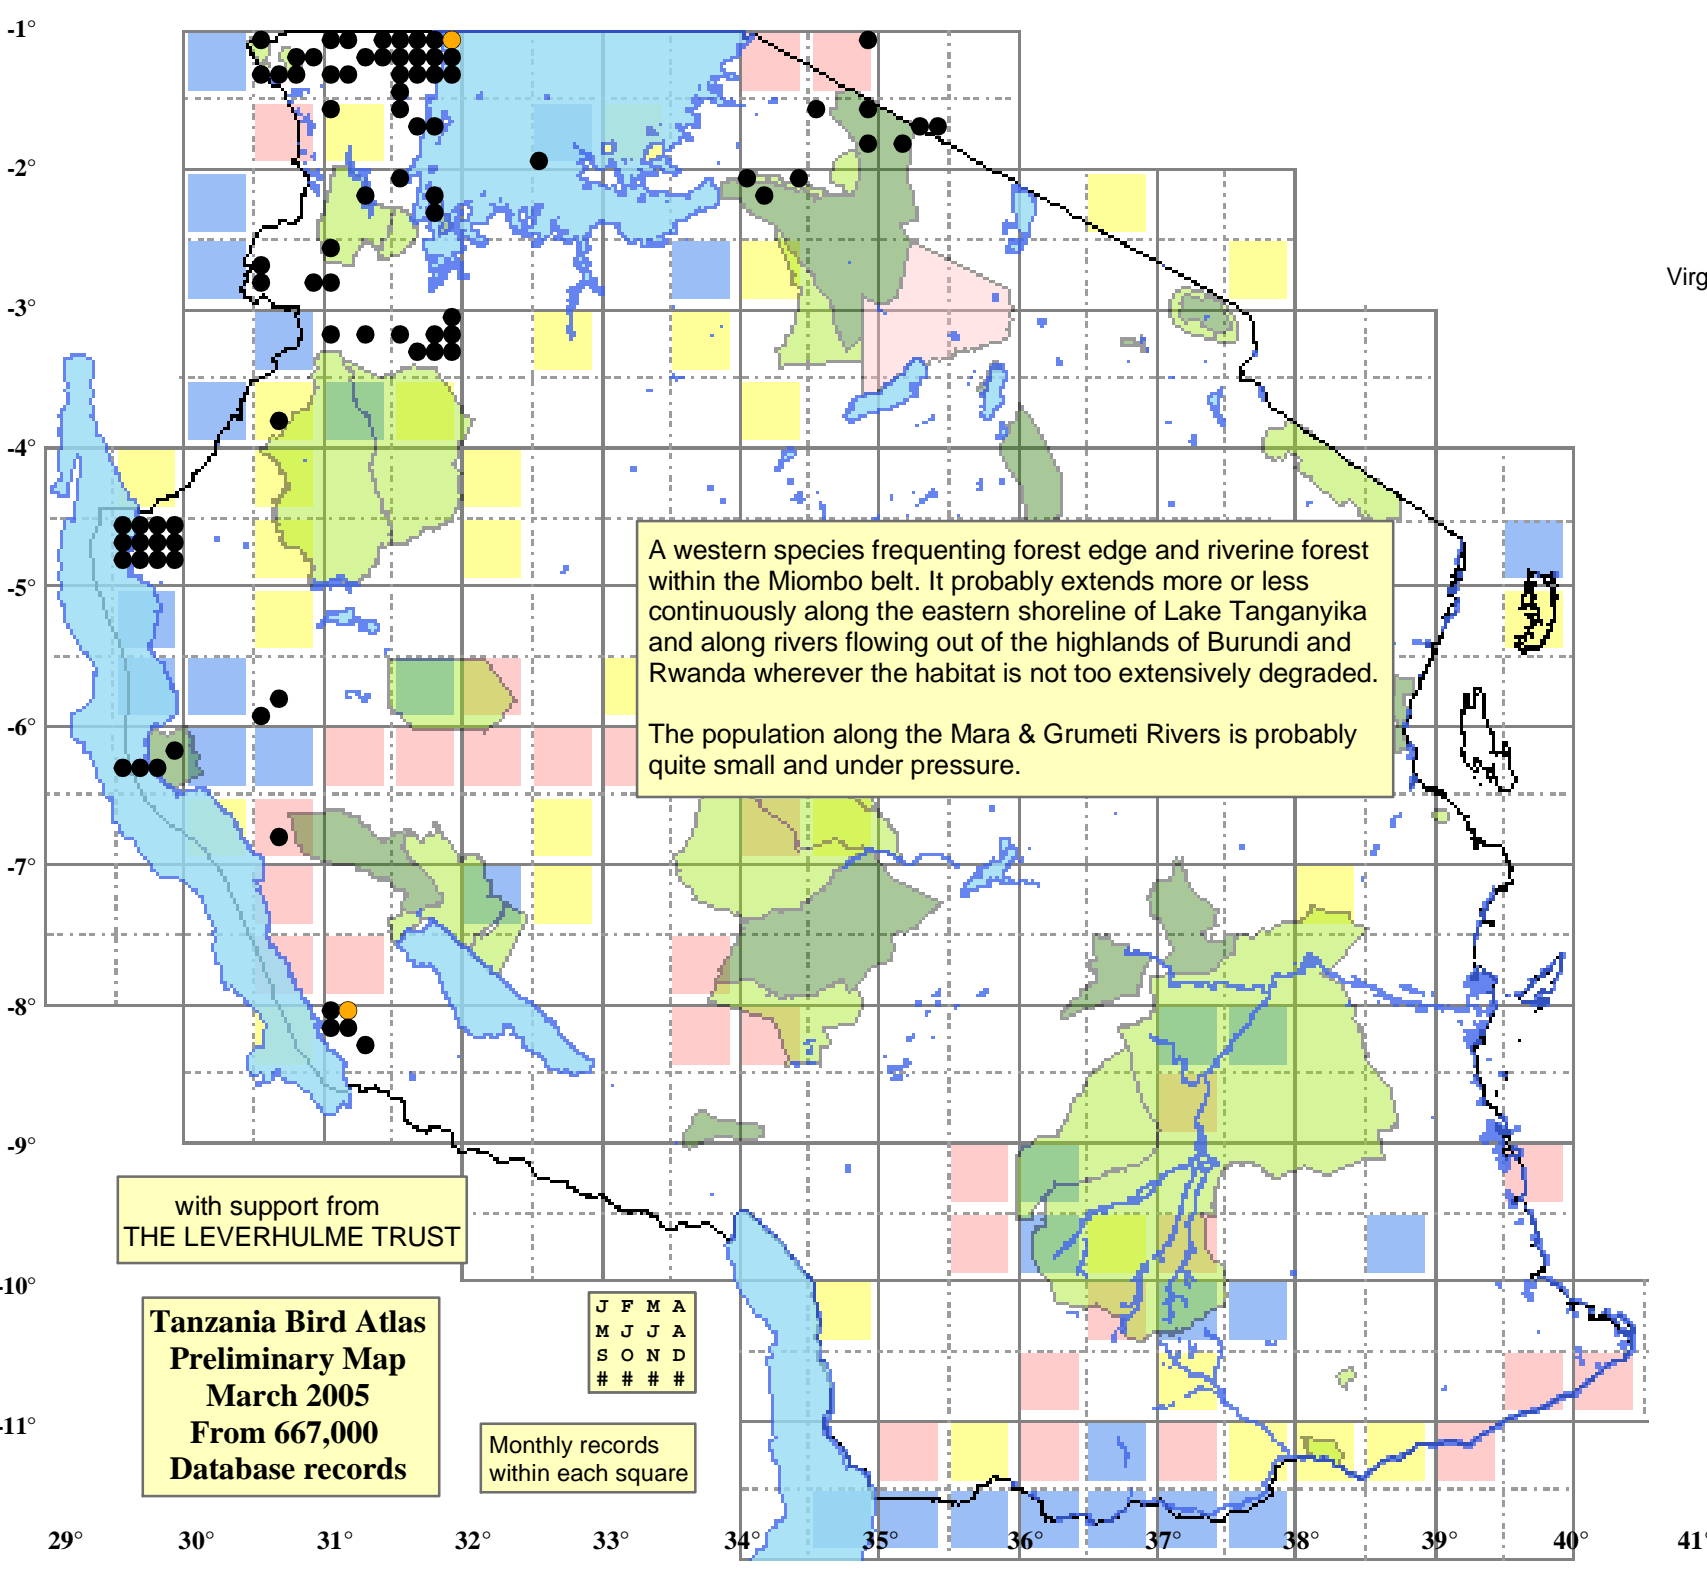 -1°
-2°
Virg
-3°
-4°
A western species frequenting forest edge and riverine forest
within the Miombo belt. It probably extends more or less
continuously along the eastern shoreline of Lake Tanganyika
and along rivers flowing out of the highlands of Burundi and
Rwanda wherever the habitat is not too extensively degraded.
The population along the Mara & Grumeti Rivers is probably
quite small and under pressure.
-5°
-6°
-7°
-8°
-9°
with support from
THE LEVERHULME TRUST
-10°
Tanzania Bird Atlas
Preliminary Map
March 2005
From 667,000
Database records
J F M A
M J J A
S O N D
# # # #
-11°
Monthly records
within each square
29° 30° 31° 32° 33° 34° 35° 36° 37° 38° 39° 40° 41°